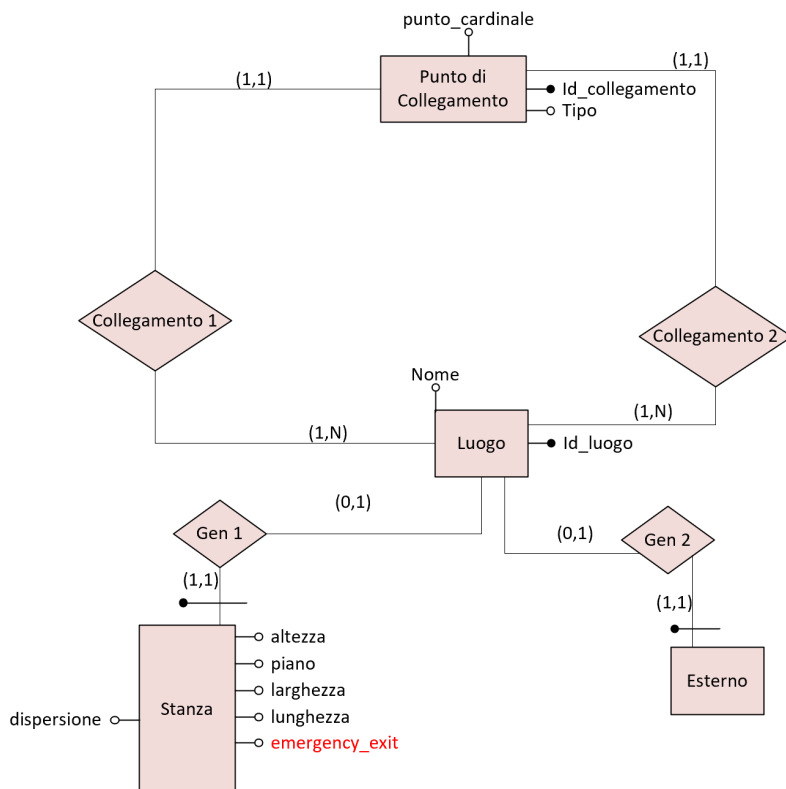 punto_cardinale
(1,1)
(1,1)
Punto di
Collegamento
Id_collegamento
Tipo
Collegamento 1
Collegamento 2
Nome
(1,N)
(1,N)
Luogo
Id_luogo
(0,1)
Gen 1
(0,1)
Gen 2
(1,1)
(1,1)
altezza
piano
Esterno
larghezza
Stanza
dispersione
lunghezza
emergency_exit